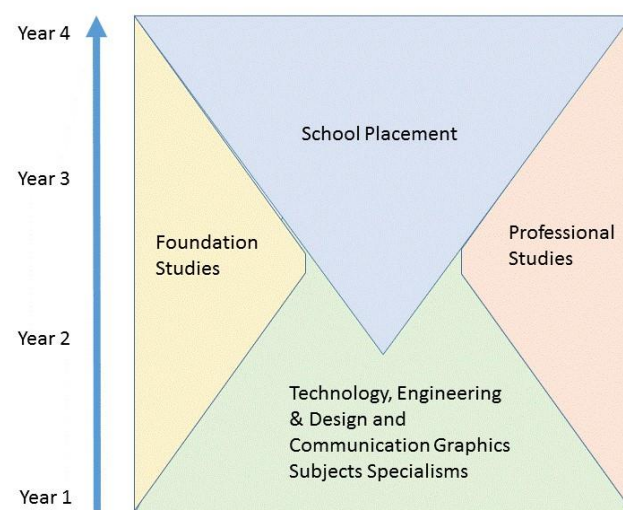 Year 4
School Placement
Year 3
Foundation
Studies
Professional
Studies
Year 2
Technology, Engineering
& Design and
Communication Graphics
Subjects Specialisms
Year 1